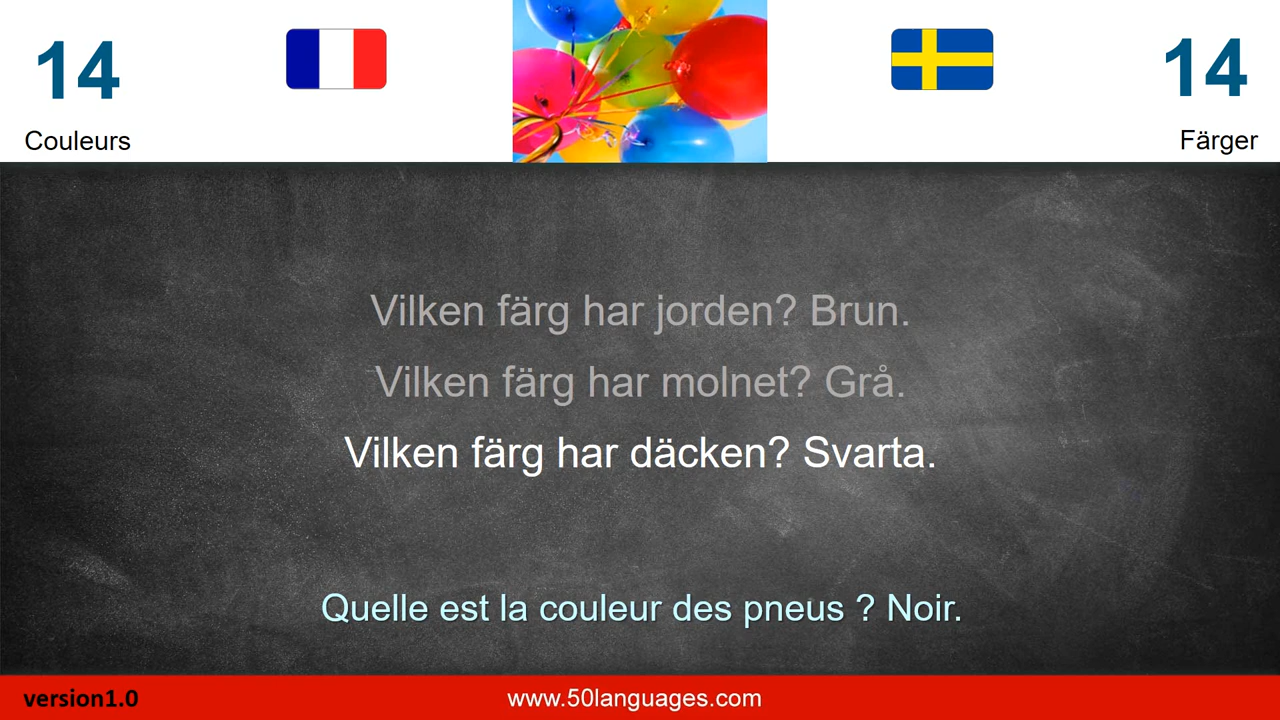 14
14
Couleurs
Färger
Vilken färg har jorden? Brun.
Vilken färg har molnet? Grå.
Vilken färg har däcken? Svarta.
Quelle est la couleur des pneus ? Noir.
version1.0
www.50languages.com